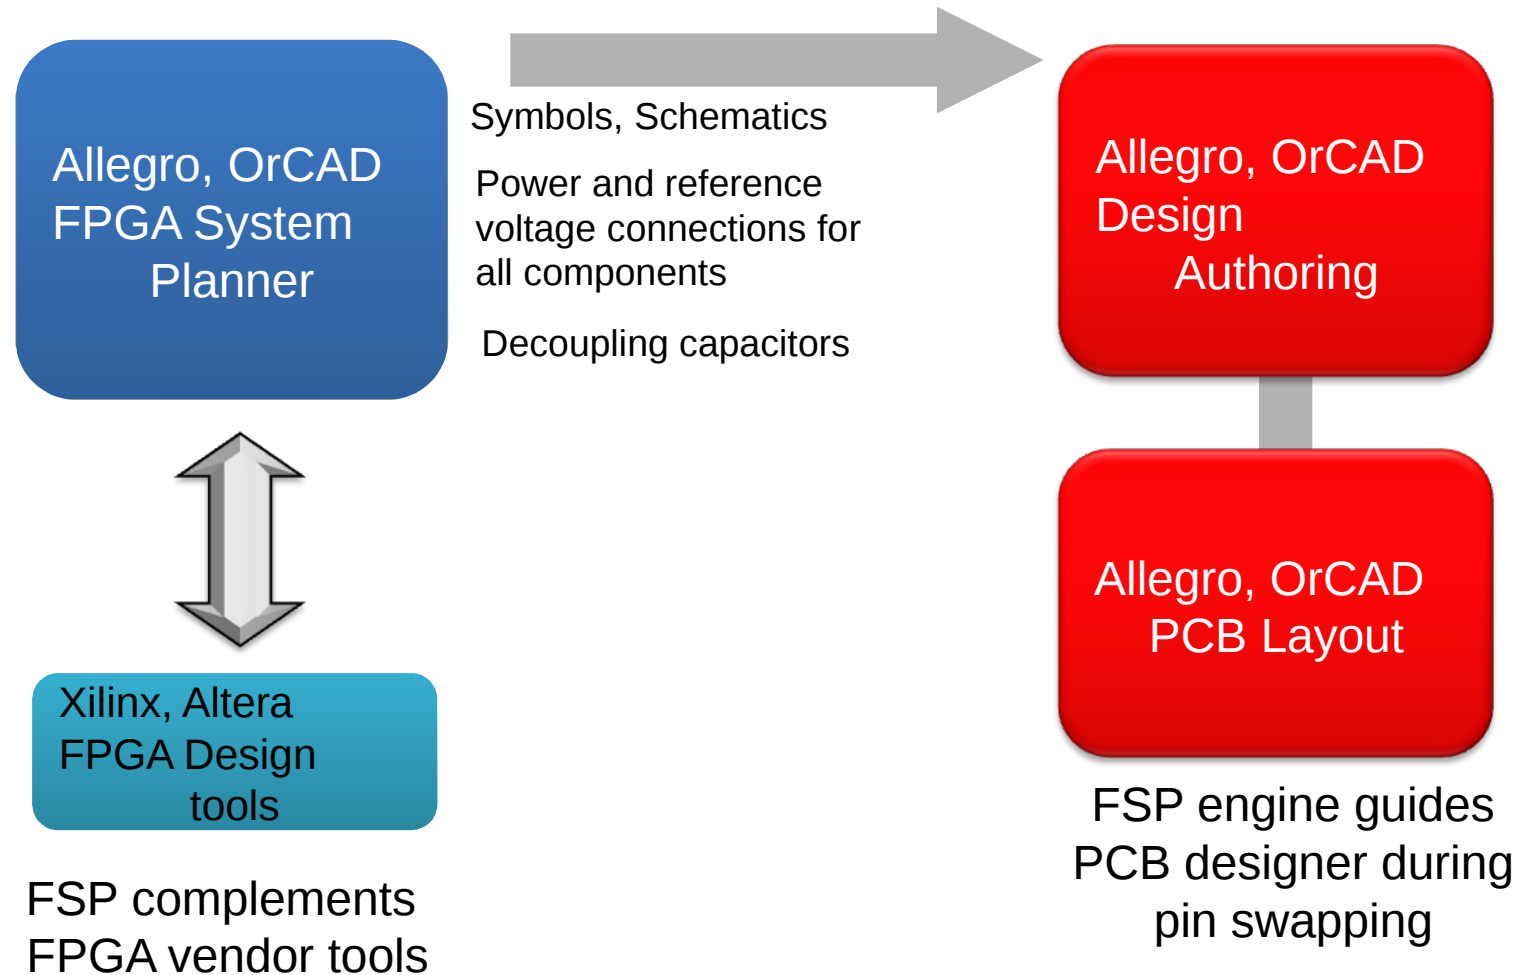 Allegro, OrCAD
FPGA System
Planner
Symbols, Schematics
Power and reference
voltage connections for
all components
Decoupling capacitors
Allegro, OrCAD
Design
Authoring
Allegro, OrCAD
PCB Layout
Xilinx, Altera
FPGA Design
tools
FSP complements
FPGA vendor tools
FSP engine guides
PCB designer during
pin swapping